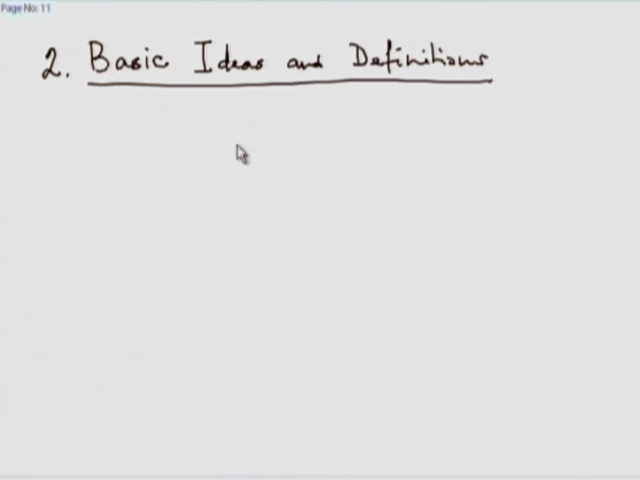 Page No: 11
2. Basic Ideas and Definitions